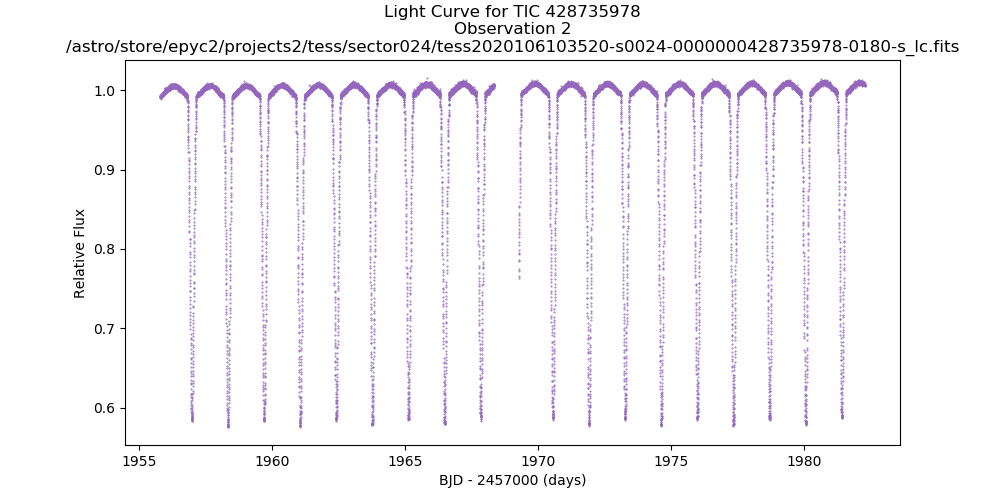 Light Curve for TIC 428735978
Observation 2
/astro/store/epyc2/projects2/tess/sector024/tess2020106103520-s0024-0000000428735978-0180-s_lc.fits
1.0
0.9
0.8
0.7
0.6
Relative Flux
1955
1960
1965
1970
1975
1980
BJD - 2457000 (days)